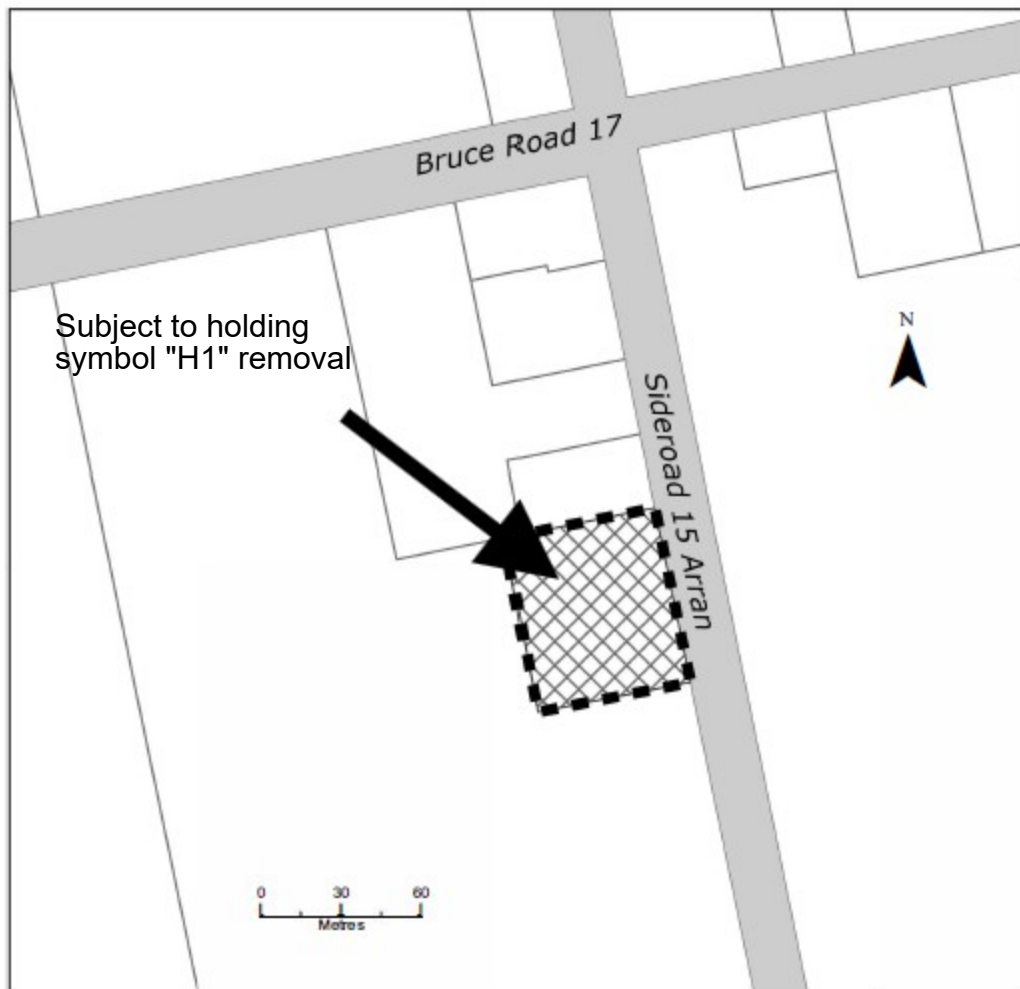 Bruce Road 17
Subject to holding
symbol "H1" removal
N
Sideroad 15 Arran
0 30 60
Metres